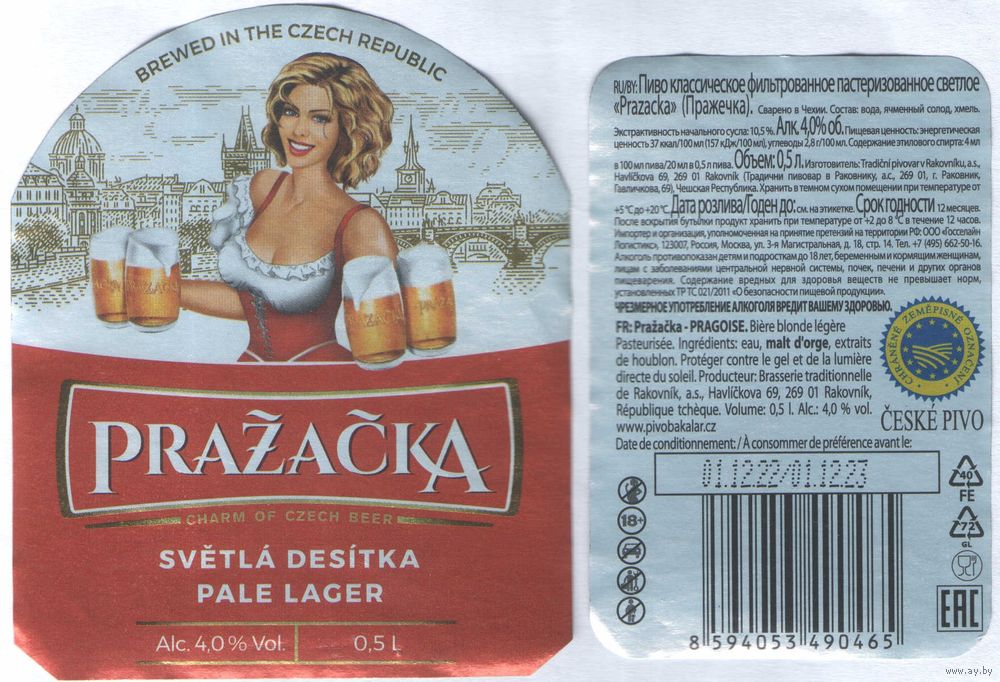 BREWED IN THE CZECH REPUBLIC
PRAŽAČKA
CHARM OF CZECH BEER
SVĚTLÁ DESÍTKA
PALE LAGER
Alc. 4,0 % Vol.
0,5 L
RU/BY: Пиво классическое фильтрованное пастеризованное светлое
«Prazacka» (Пражечка). Сварено в Чехии. Состав: вода, ячменный солод, хмель.
Экстрактивность начального сусла: 10,5 %. Алк. 4,0% об. Пищевая ценность: энергетическая
ценность 37 ккал/100 мл (157 кДж/100 мл), углеводы 2,8 г/100 мл. Содержание этилового спирта: 4 мл
в 100 мл пива/20 мл в 0,5 л пива. Объем: 0,5 л. Изготовитель: Tradiční pivovar v Rakovníku, a.s.,
Havlíčkova 69, 269 01 Rakovník (Традични пивовар в Раковнику, а.с., 269 01, г. Раковник,
Гавличкова, 69), Чешская Республика. Хранить в темном сухом помещении при температуре от
+5 °C до +20 °C. Дата розлива/Годен до: см. на этикетке. Срок годности 12 месяцев.
После вскрытия бутылки продукт хранить при температуре от +2 до 8 °C в течение 12 часов.
Импортер и организация, уполномоченная на принятие претензий на территории РФ: ООО «Госселайн
Лоgистик», 123007, Россия, Москва, ул. 3-я Магистральная, д. 18, стр. 14. Тел. +7 (495) 662-50-16.
Алкоголь противопоказан детям и подросткам до 18 лет, беременным и кормящим женщинам,
лицам с заболеваниями центральной нервной системы, почек, печени и других органов
пищеварения. Содержание вредных для здоровья веществ не превышает норм,
установленных ТР ТС 021/2011 «О безопасности пищевой продукции».
ЧРЕЗМЕРНОЕ УПОТРЕБЛЕНИЕ АЛКОГОЛЯ ВРЕДИТ ВАШЕМУ ЗДОРОВЬЮ.
FR: Pražačka - PRAGOISE. Bière blonde légère
Pasteurisée. Ingrédients: eau, malt d'orge, extraits
de houblon. Protéger contre le gel et de la lumière
directe du soleil. Producteur: Brasserie traditionnelle
de Rakovník, a.s., Havlíčkova 69, 269 01 Rakovník,
République tchèque. Volume: 0,5 l. Alc.: 4,0 % vol.
www.pivobakalar.cz
CHRÁNĚNÉ ZEMĚPISNÉ OZNAČENÍ
ČESKÉ PIVO
Date de conditionnement: / À consommer de préférence avant le:
01.12.22/01.12.23
18+
40
FE
72
GL
EAC
8 594053 490465
www.ay.by